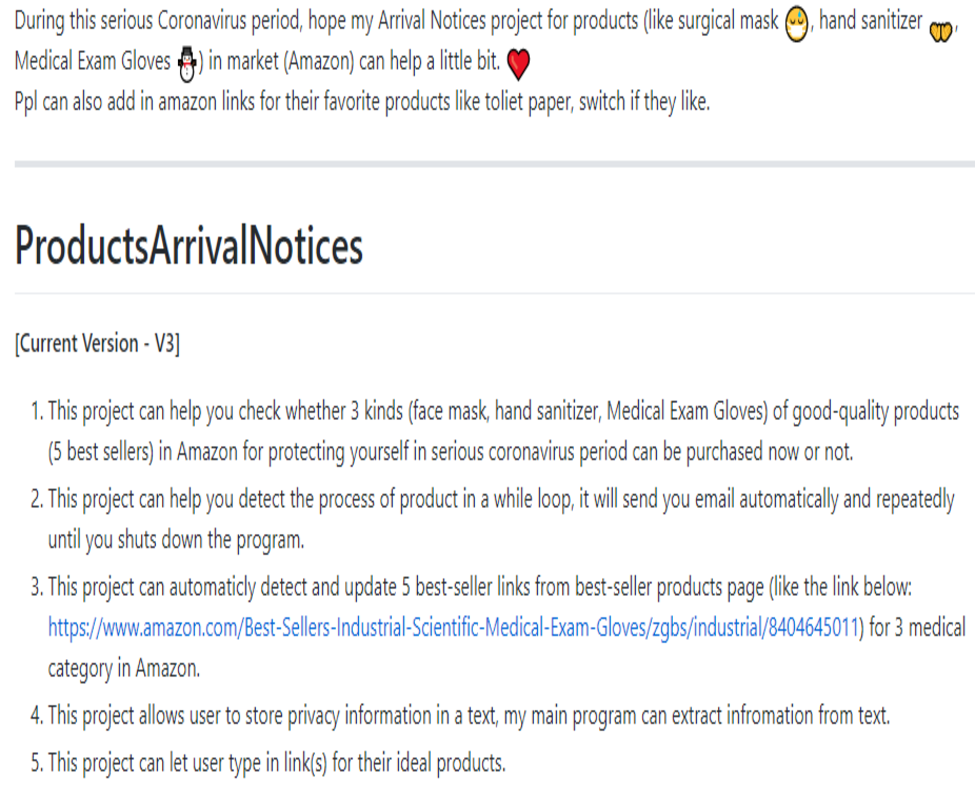 During this serious Coronavirus period, hope my Arrival Notices project for products (like surgical mask 😷, hand sanitizer 👐,
Medical Exam Gloves ⛄) in market (Amazon) can help a little bit. ❤️
Ppl can also add in amazon links for their favorite products like toliet paper, switch if they like.
ProductsArrivalNotices
[Current Version - V3]
1. This project can help you check whether 3 kinds (face mask, hand sanitizer, Medical Exam Gloves) of good-quality products
(5 best sellers) in Amazon for protecting yourself in serious coronavirus period can be purchased now or not.
2. This project can help you detect the process of product in a while loop, it will send you email automatically and repeatedly
until you shuts down the program.
3. This project can automaticly detect and update 5 best-seller links from best-seller products page (like the link below:
https://www.amazon.com/Best-Sellers-Industrial-Scientific-Medical-Exam-Gloves/zgbs/industrial/8404645011) for 3 medical
category in Amazon.
4. This project allows user to store privacy information in a text, my main program can extract infromation from text.
5. This project can let user type in link(s) for their ideal products.